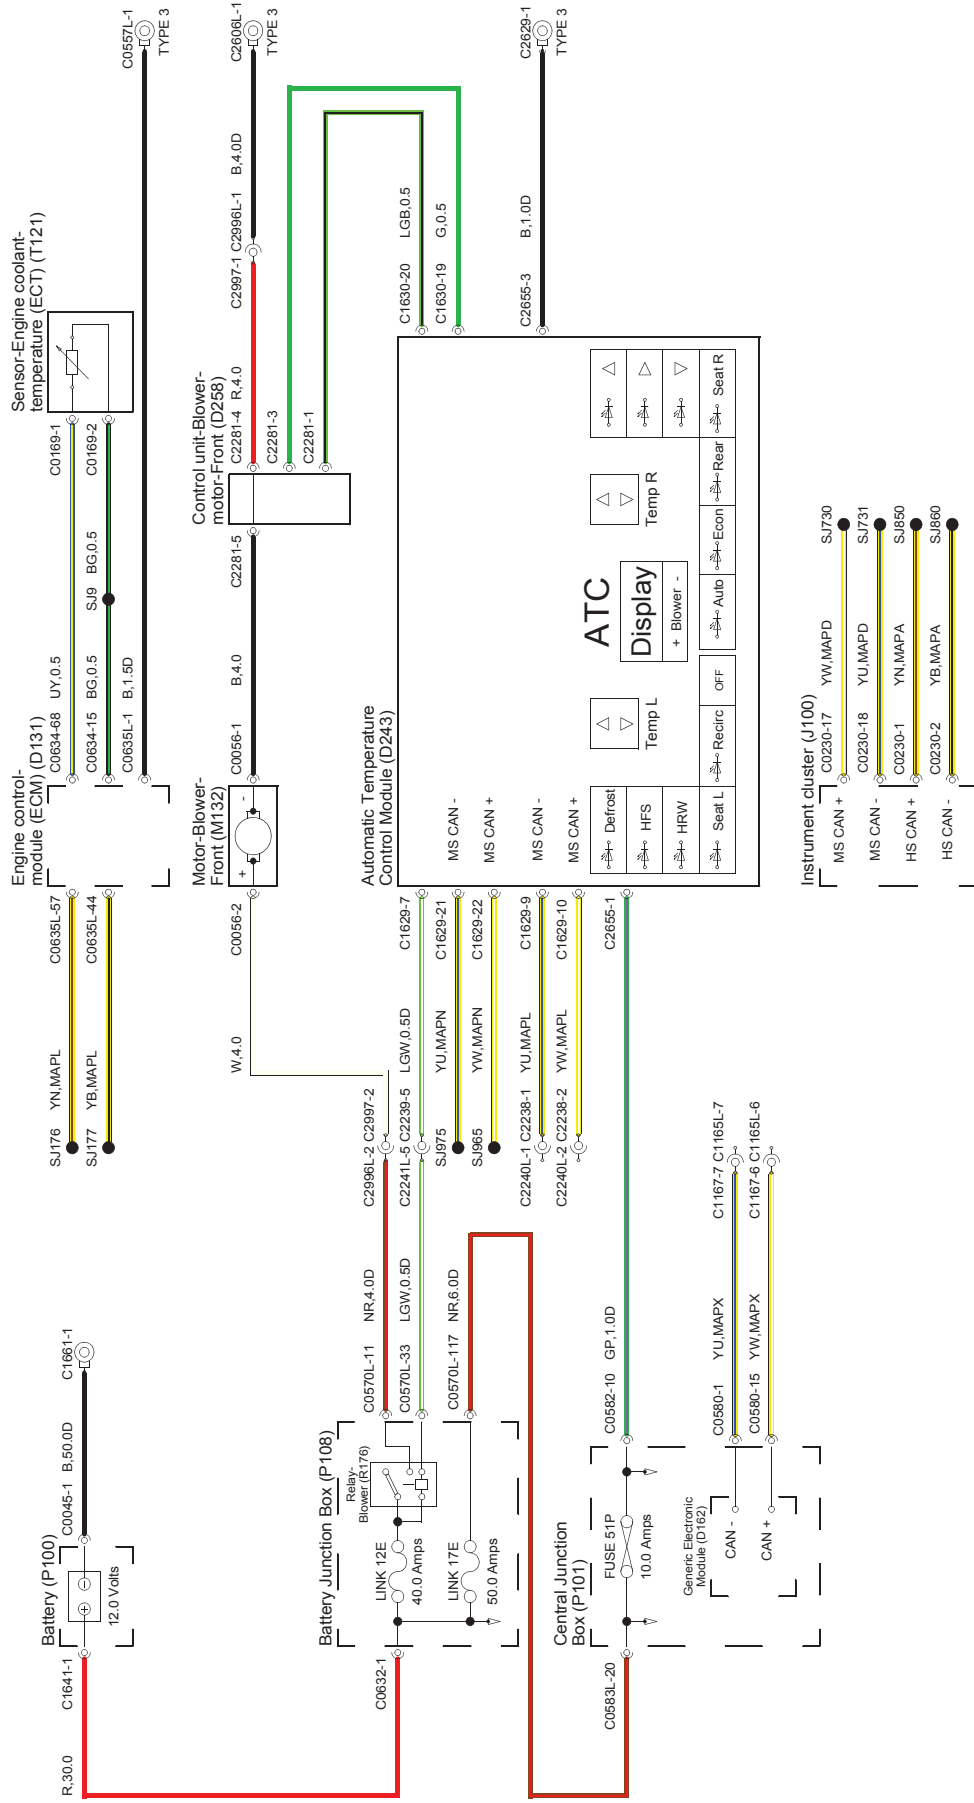 Battery (P100)
12.0 Volts
C1641-1
R,30.0
C0045-1
B,50.0D
C1661-1
Battery Junction Box (P108)
C0632-1
LINK 12E
40.0 Amps
LINK 17E
50.0 Amps
Relay-
Blower (R176)
C0570L-11
NR,4.0D
C2996L-2
C2997-2
W,4.0
C0570L-33
LGW,0.5D
C2241L-5
C2239-5
LGW,0.5D
C1629-7
C0570L-117
NR,6.0D
Central Junction
Box (P101)
C0583L-20
FUSE 51P
10.0 Amps
C0582-10
GP,1.0D
C2655-1
Generic Electronic
Module (D162)
CAN -
CAN +
C0580-1
YU,MAPX
C1167-7
C1165L-7
C0580-15
YW,MAPX
C1167-6
C1165L-6
SJ176
YN,MAPL
C0635L-57
SJ177
YB,MAPL
C0635L-44
Engine control-
module (ECM) (D131)
C0634-68
UY,0.5
C0169-1
C0634-15
BG,0.5
SJ9
BG,0.5
C0169-2
C0635L-1
B,1.5D
C0557L-1
TYPE 3
Sensor-Engine coolant-
temperature (ECT) (T121)
Motor-Blower-
Front (M132)
+
-
C0056-2
C0056-1
B,4.0
C2281-5
Control unit-Blower-
motor-Front (D258)
C2281-4
R,4.0
C2997-1
C2996L-1
B,4.0D
C2606L-1
TYPE 3
C2281-3
C2281-1
LGB,0.5
C1630-20
G,0.5
C1630-19
Automatic Temperature
Control Module (D243)
SJ975
YU,MAPN
C1629-21
MS CAN -
SJ965
YW,MAPN
C1629-22
MS CAN +
C2240L-1
C2238-1
YU,MAPL
C1629-9
MS CAN -
C2240L-2
C2238-2
YW,MAPL
C1629-10
MS CAN +
C2655-3
B,1.0D
C2629-1
TYPE 3
ATC
Display
+ Blower -
Temp L
Temp R
Defrost
HFS
HRW
Seat L
Recirc
OFF
Auto
Econ
Rear
Seat R
Instrument cluster (J100)
MS CAN +
C0230-17
YW,MAPD
SJ730
MS CAN -
C0230-18
YU,MAPD
SJ731
HS CAN +
C0230-1
YN,MAPA
SJ850
HS CAN -
C0230-2
YB,MAPA
SJ860